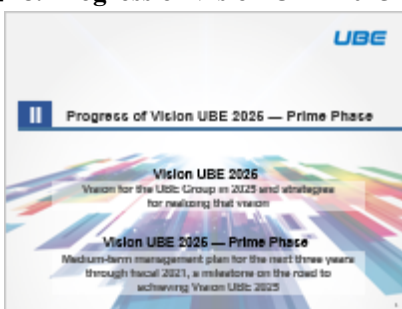 UBE
II Progress of Vision UBE 2025 — Prime Phase
Vision UBE 2025
Vision for the UBE Group in 2025 and strategies
for realizing that vision
Vision UBE 2025 — Prime Phase
Medium-term management plan for the next three years
through fiscal 2021, a milestone on the road to
achieving Vision UBE 2025